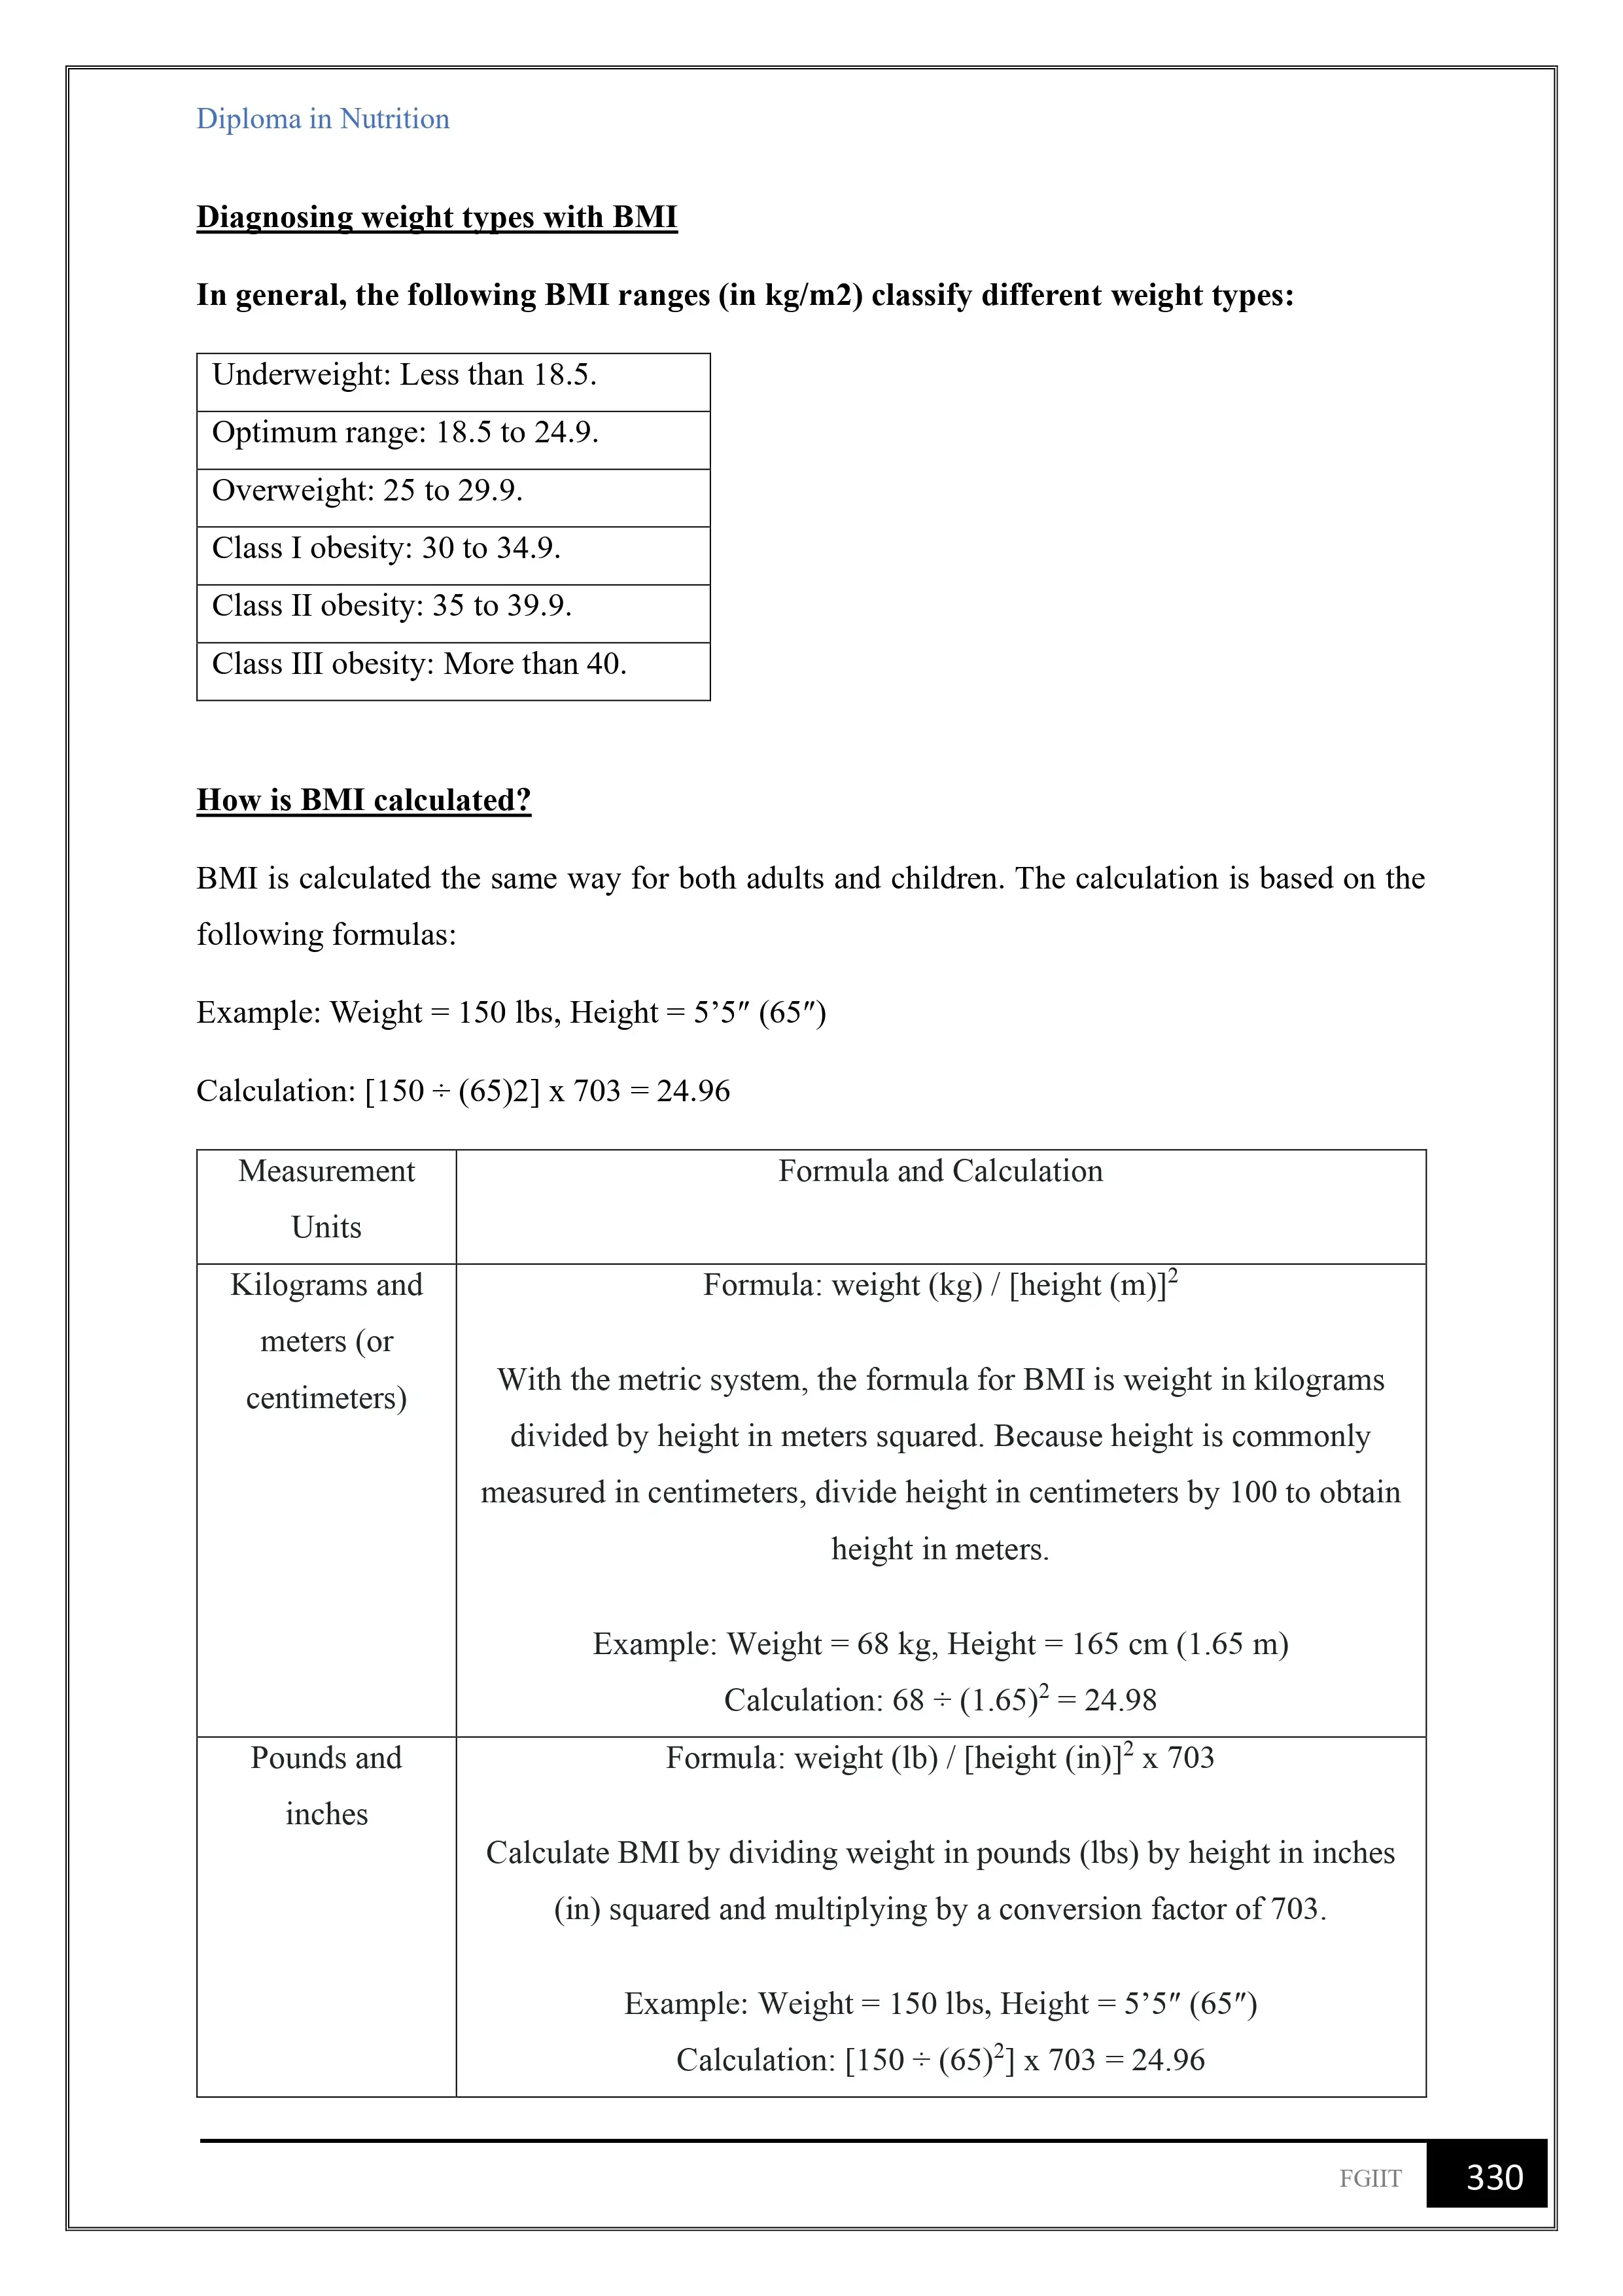 Diploma in Nutrition
Diagnosing weight types with BMI
In general, the following BMI ranges (in kg/m2) classify different weight types:
Underweight: Less than 18.5.
Optimum range: 18.5 to 24.9.
Overweight: 25 to 29.9.
Class I obesity: 30 to 34.9.
Class II obesity: 35 to 39.9.
Class III obesity: More than 40.
How is BMI calculated?
BMI is calculated the same way for both adults and children. The calculation is based on the
following formulas:
Example: Weight = 150 lbs, Height = 5’5″ (65″)
Calculation: [150 ÷ (65)2] x 703 = 24.96
Measurement
Units
Formula and Calculation
Kilograms and
meters (or
centimeters)
Formula: weight (kg) / [height (m)]²
With the metric system, the formula for BMI is weight in kilograms
divided by height in meters squared. Because height is commonly
measured in centimeters, divide height in centimeters by 100 to obtain
height in meters.
Example: Weight = 68 kg, Height = 165 cm (1.65 m)
Calculation: 68 ÷ (1.65)² = 24.98
Pounds and
inches
Formula: weight (lb) / [height (in)]² x 703
Calculate BMI by dividing weight in pounds (lbs) by height in inches
(in) squared and multiplying by a conversion factor of 703.
Example: Weight = 150 lbs, Height = 5’5″ (65″)
Calculation: [150 ÷ (65)²] x 703 = 24.96
FGIIT 330